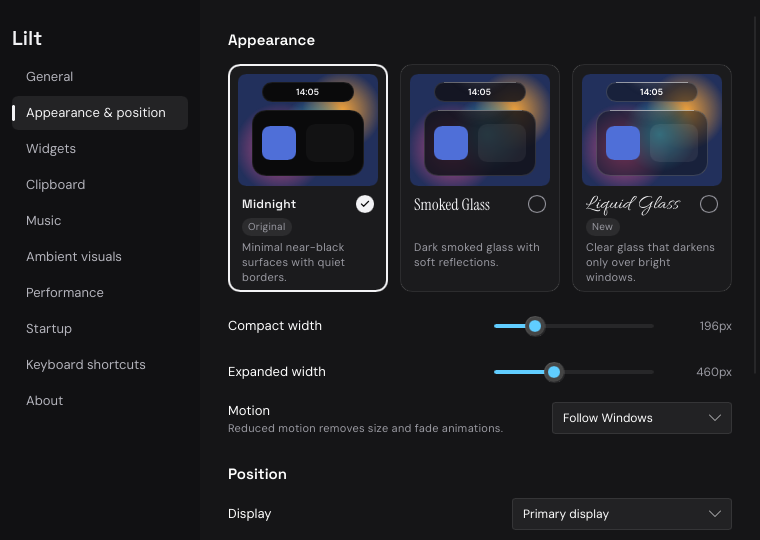 Lilt
General
Appearance & position
Widgets
Clipboard
Music
Ambient visuals
Performance
Startup
Keyboard shortcuts
About
Appearance
14:05
Midnight
Original
Minimal near-black
surfaces with quiet
borders.
14:05
Smoked Glass
Dark smoked glass with
soft reflections.
14:05
Liquid Glass
New
Clear glass that darkens
only over bright
windows.
Compact width
196px
Expanded width
460px
Motion
Reduced motion removes size and fade animations.
Follow Windows
Position
Display
Primary display